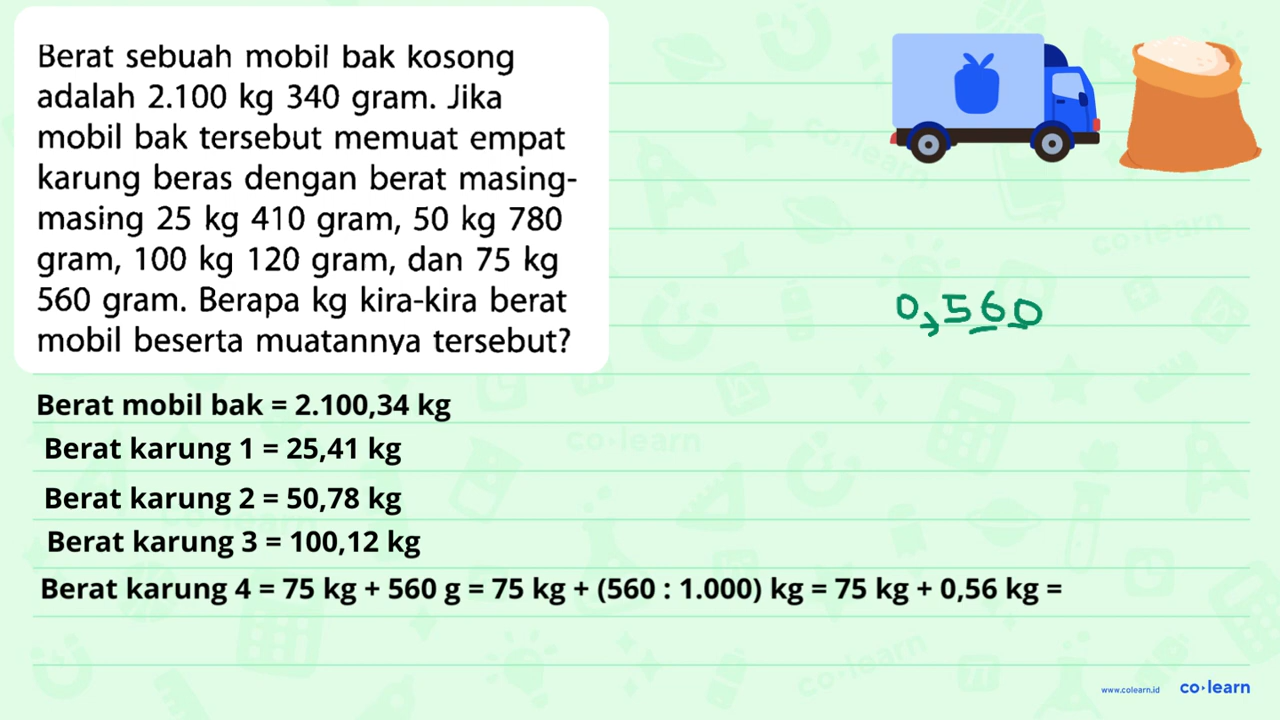 Berat sebuah mobil bak kosong
adalah 2.100 kg 340 gram. Jika
mobil bak tersebut memuat empat
karung beras dengan berat masing-
masing 25 kg 410 gram, 50 kg 780
gram, 100 kg 120 gram, dan 75 kg
560 gram. Berapa kg kira-kira berat
mobil beserta muatannya tersebut?
0,560
Berat mobil bak = 2.100,34 kg
Berat karung 1 = 25,41 kg
Berat karung 2 = 50,78 kg
Berat karung 3 = 100,12 kg
Berat karung 4 = 75 kg + 560 g = 75 kg + (560 : 1.000) kg = 75 kg + 0,56 kg =
www.colearn.id co·learn